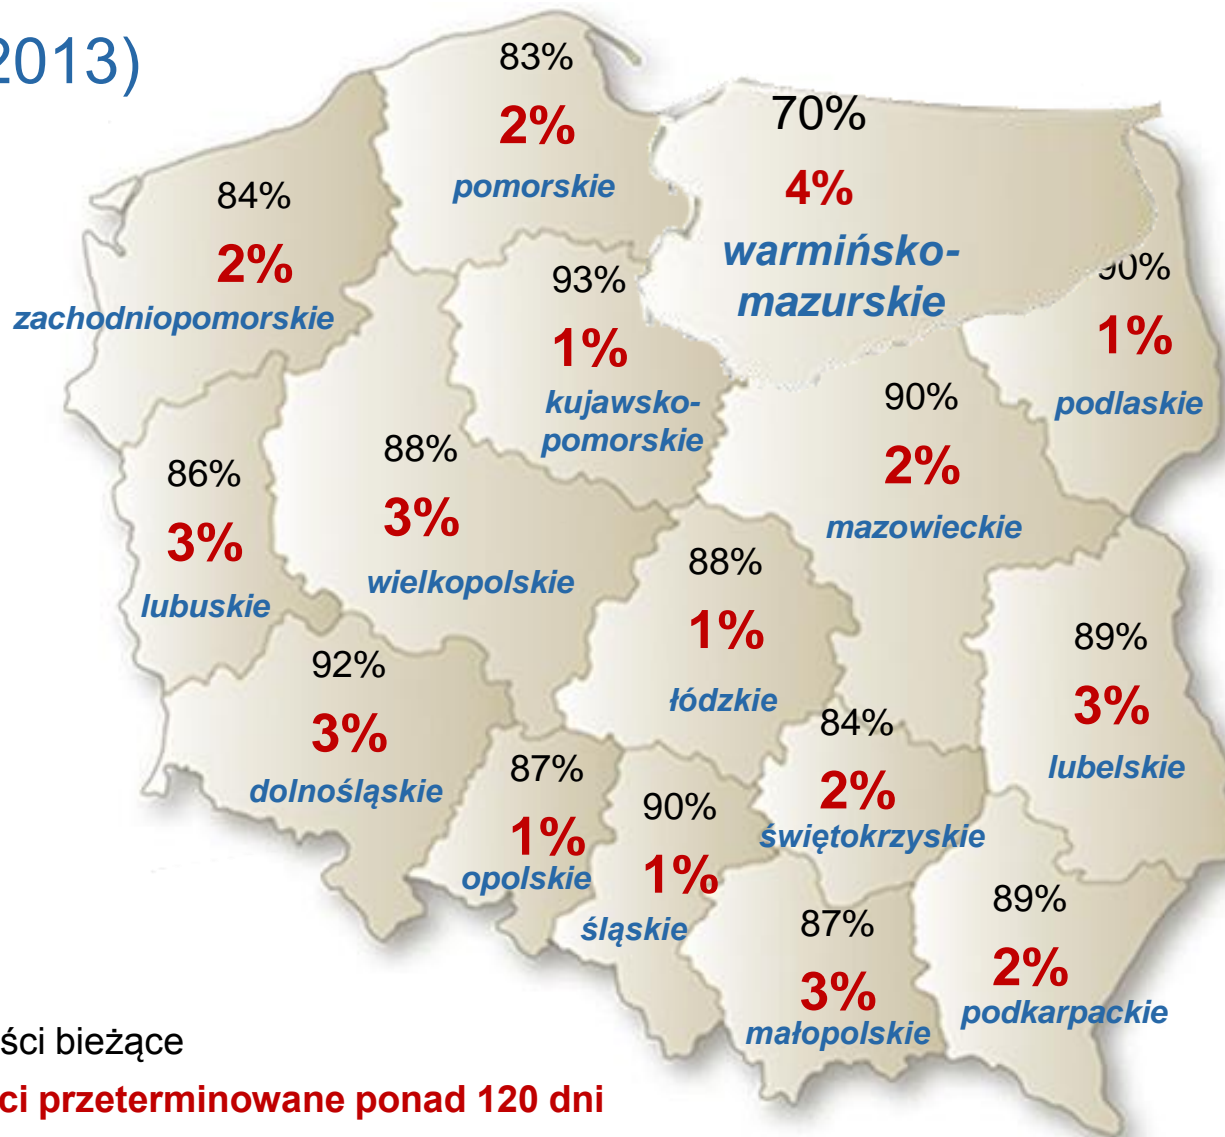 2013)
83%
2%
pomorskie
70%
4%
warmińsko-
mazurskie
84%
2%
zachodniopomorskie
93%
1%
kujawsko-
pomorskie
90%
1%
podlaskie
90%
2%
mazowieckie
86%
3%
lubuskie
88%
3%
wielkopolskie
88%
1%
łódzkie
89%
3%
lubelskie
92%
3%
dolnośląskie
87%
1%
opolskie
90%
1%
śląskie
84%
2%
świętokrzyskie
87%
3%
małopolskie
89%
2%
podkarpackie
ści bieżące
ci przeterminowane ponad 120 dni